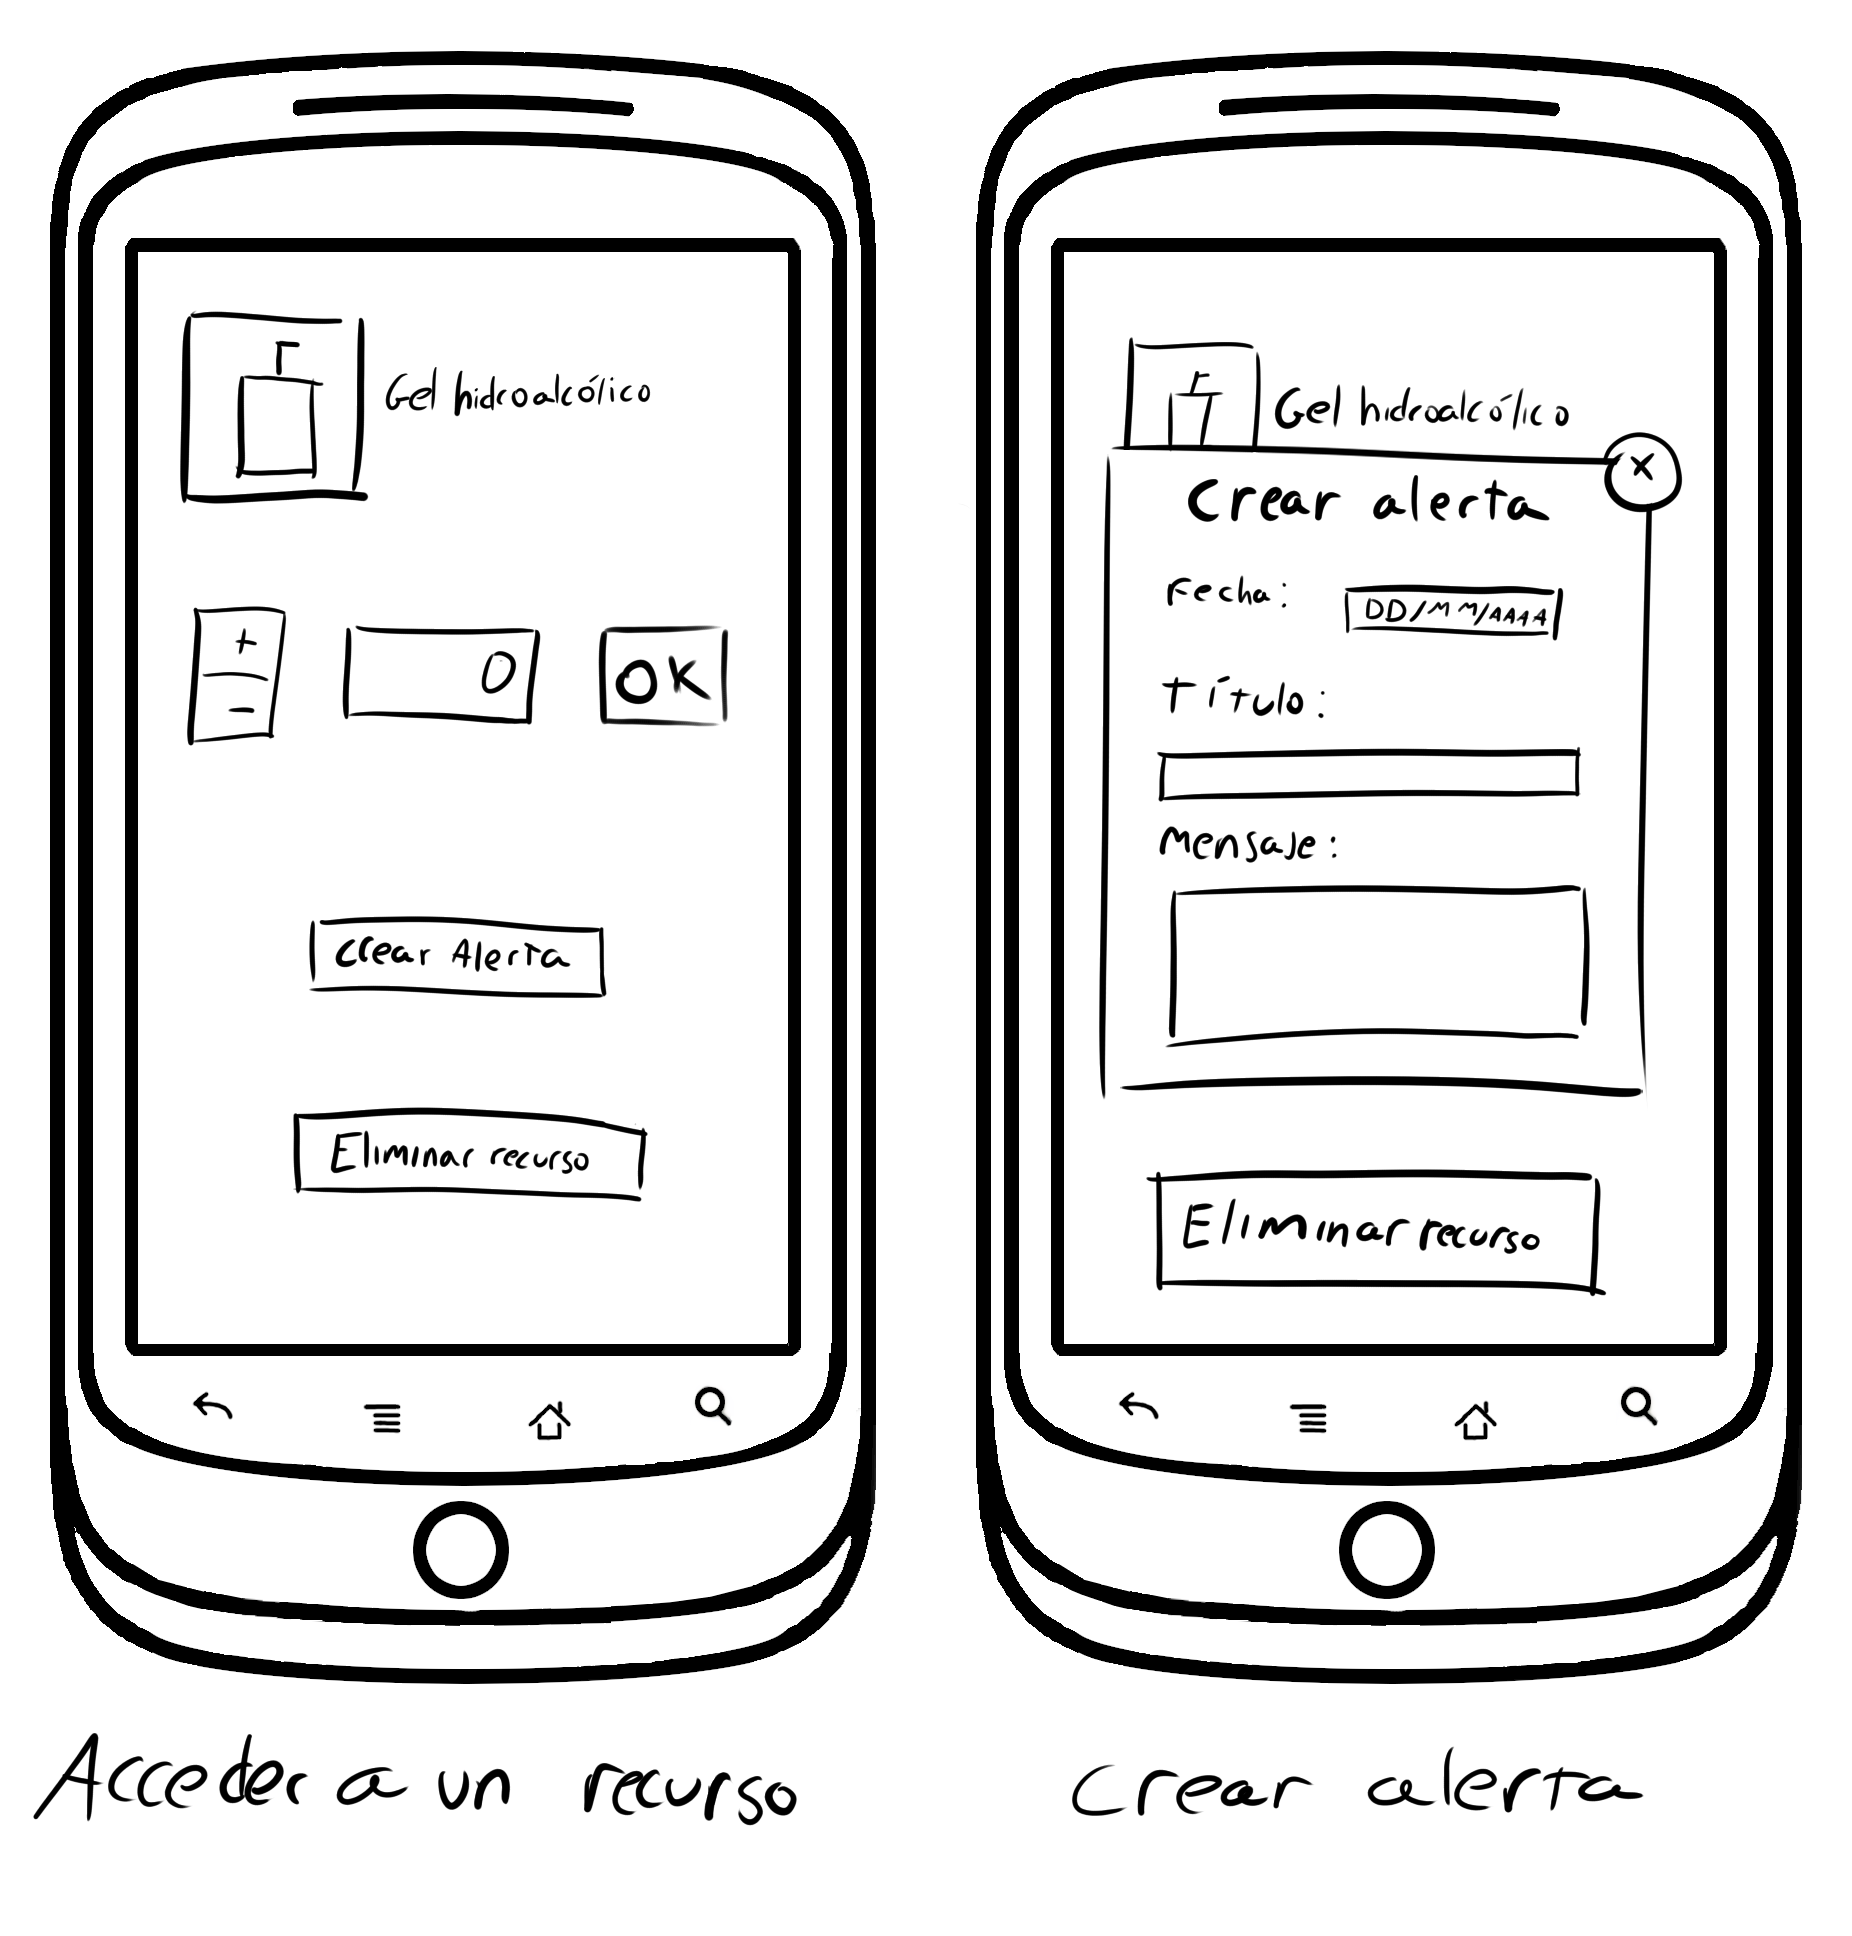 Gel hidroalcólico
+
-
0
OK
Crear Alerta
Eliminar recurso
Acceder a un recurso
Gel hidroalcólico
x
Crear alerta
Fecha: DD/MM/AAAA
Título:
Mensaje:
Eliminar recurso
Crear alerta